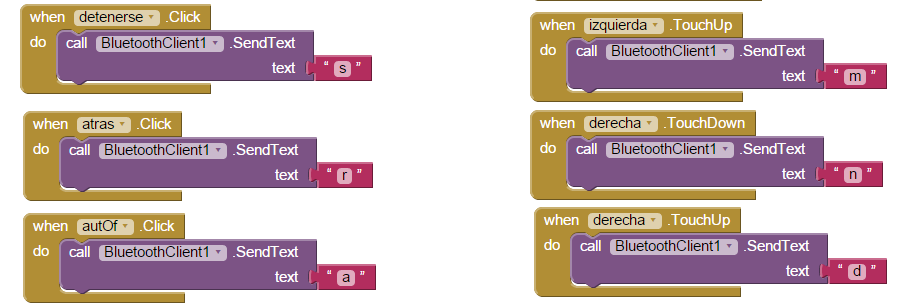 when detenerse .Click
do call BluetoothClient1 .SendText
text " s "
when atras .Click
do call BluetoothClient1 .SendText
text " r "
when autOf .Click
do call BluetoothClient1 .SendText
text " a "
when izquierda .TouchUp
do call BluetoothClient1 .SendText
text " m "
when derecha .TouchDown
do call BluetoothClient1 .SendText
text " n "
when derecha .TouchUp
do call BluetoothClient1 .SendText
text " d "